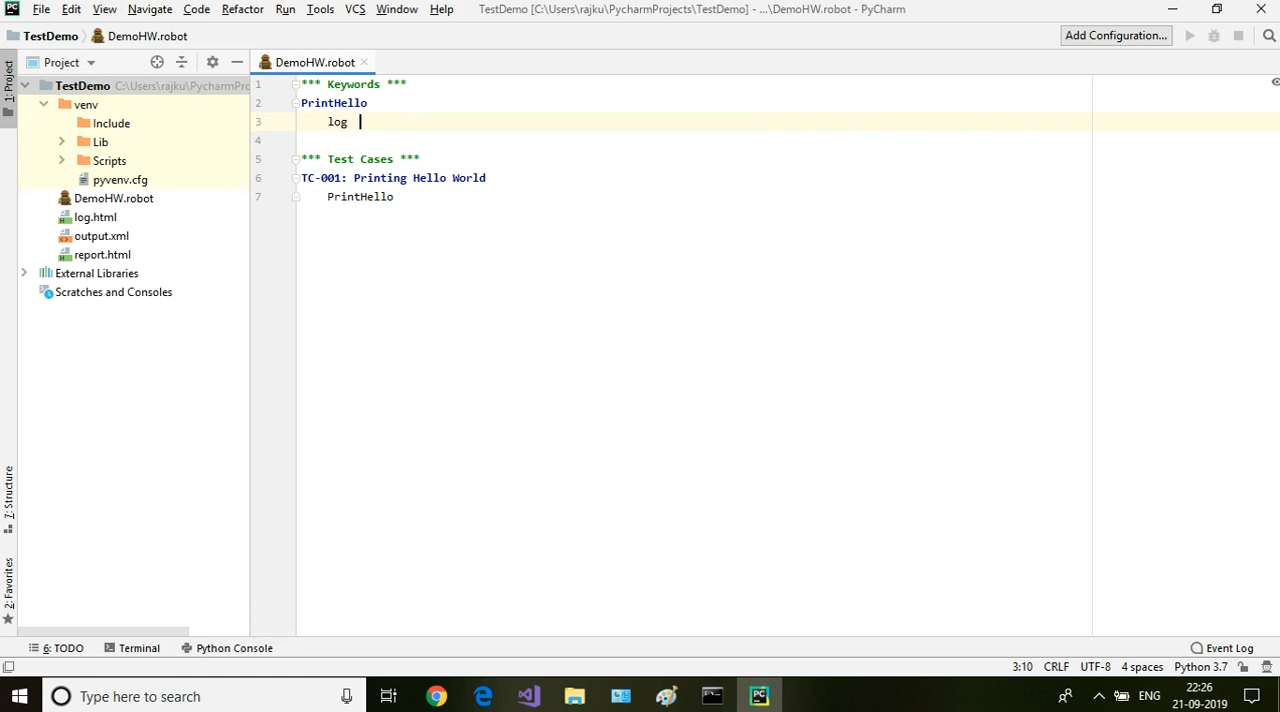 File Edit View Navigate Code Refactor Run Tools VCS Window Help TestDemo [C:\Users\rajku\PycharmProjects\TestDemo] - ...\DemoHW.robot - PyCharm
TestDemo DemoHW.robot Add Configuration...
1: Project
Project
DemoHW.robot
TestDemo C:\Users\rajku\PycharmPro
venv
Include
Lib
Scripts
pyvenv.cfg
DemoHW.robot
log.html
output.xml
report.html
External Libraries
Scratches and Consoles
1 *** Keywords ***
2 PrintHello
3 log
4
5 *** Test Cases ***
6 TC-001: Printing Hello World
7 PrintHello
7: Structure
2: Favorites
6: TODO Terminal Python Console Event Log
3:10 CRLF UTF-8 4 spaces Python 3.7
Type here to search
ENG
22:26
21-09-2019